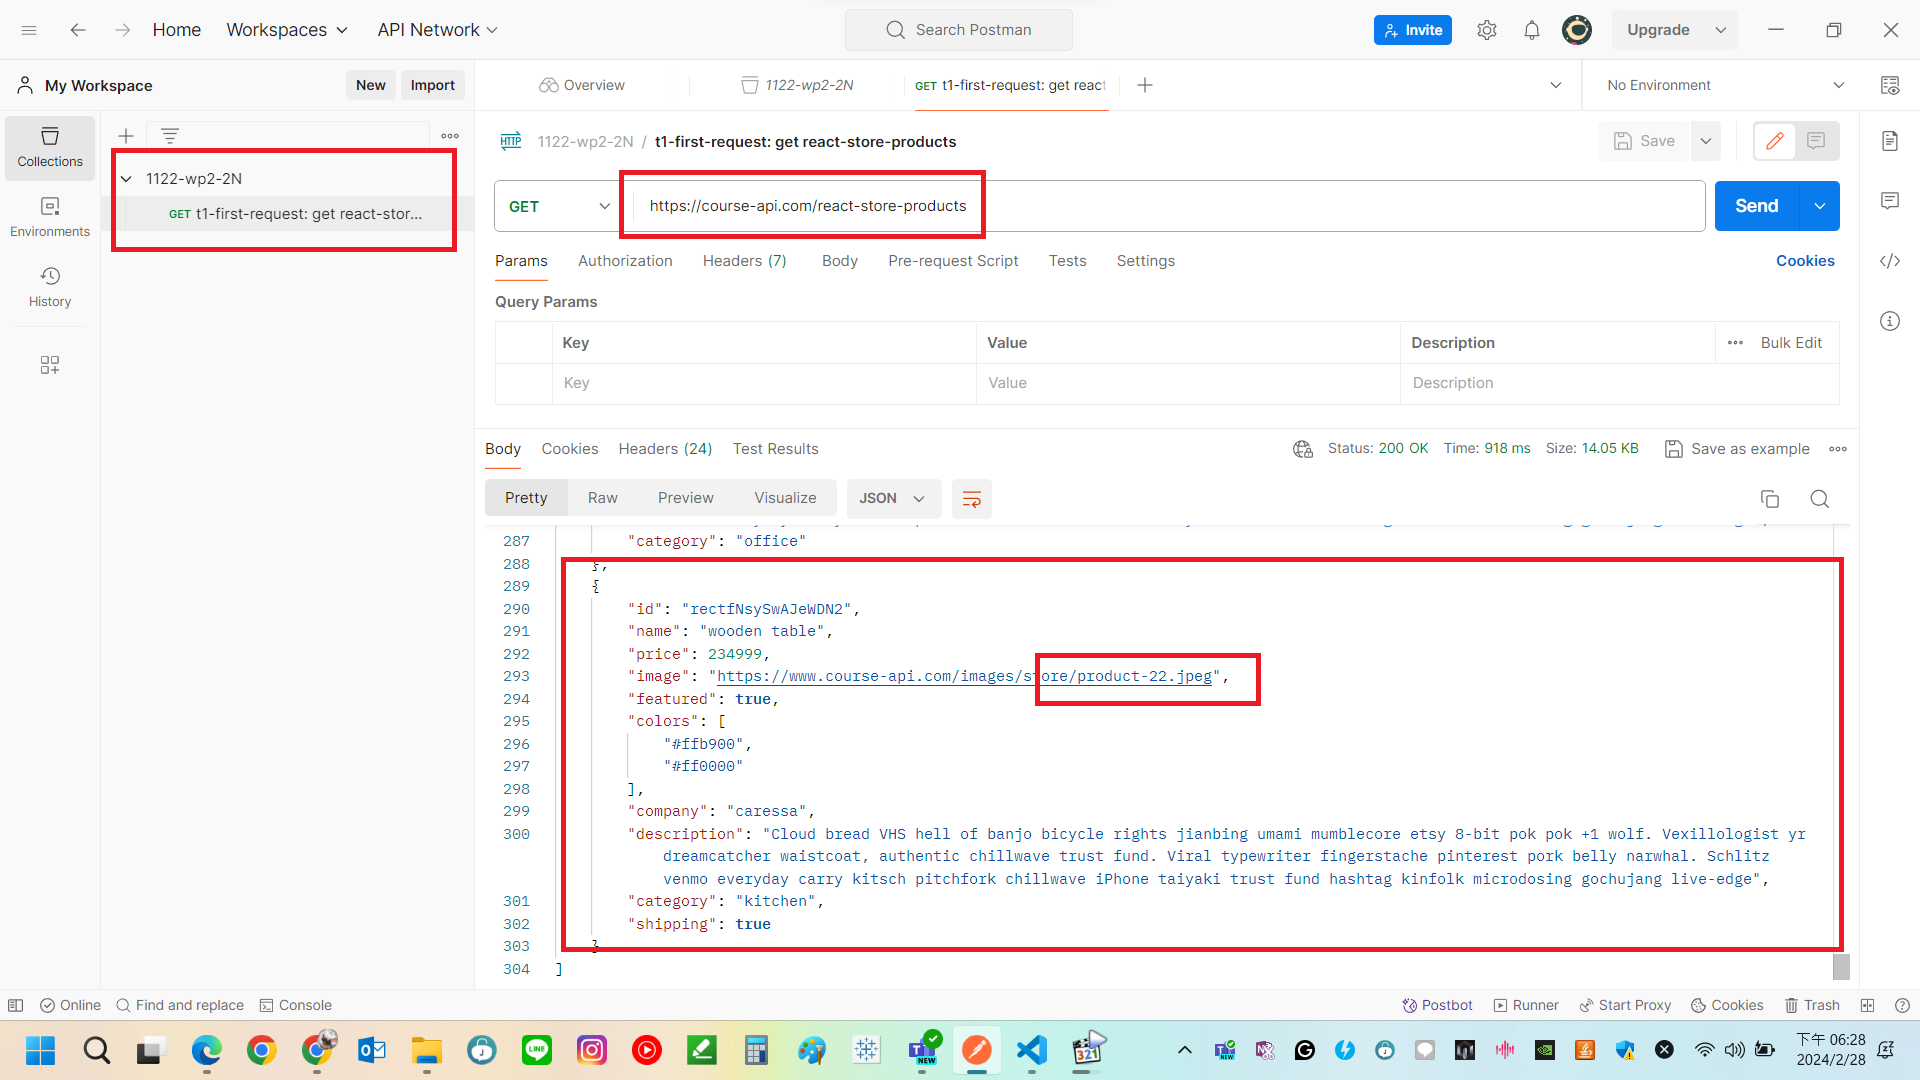 Home
Workspaces
API Network
Search Postman
Invite
Upgrade
My Workspace
New
Import
Overview
1122-wp2-2N
GET t1-first-request: get react
No Environment
Collections
Environments
History
1122-wp2-2N
GET t1-first-request: get react-stor...
HTTP 1122-wp2-2N / t1-first-request: get react-store-products
Save
GET
https://course-api.com/react-store-products
Send
Params Authorization Headers (7) Body Pre-request Script Tests Settings Cookies
Query Params
Key Value Description Bulk Edit
Key Value Description
Body Cookies Headers (24) Test Results
Status: 200 OK Time: 918 ms Size: 14.05 KB Save as example
Pretty Raw Preview Visualize JSON
287 "category": "office"
288 },
289 {
290 "id": "rectfNsySwAJeWDN2",
291 "name": "wooden table",
292 "price": 234999,
293 "image": "https://www.course-api.com/images/store/product-22.jpeg",
294 "featured": true,
295 "colors": [
296 "#ffb900",
297 "#ff0000"
298 ],
299 "company": "caressa",
300 "description": "Cloud bread VHS hell of banjo bicycle rights jianbing umami mumblecore etsy 8-bit pok pok +1 wolf. Vexillologist yr
dreamcatcher waistcoat, authentic chillwave trust fund. Viral typewriter fingerstache pinterest pork belly narwhal. Schlitz
venmo everyday carry kitsch pitchfork chillwave iPhone taiyaki trust fund hashtag kinfolk microdosing gochujang live-edge",
301 "category": "kitchen",
302 "shipping": true
303 }
304 ]
Online Find and replace Console
Postbot Runner Start Proxy Cookies Trash
下午 06:28
2024/2/28